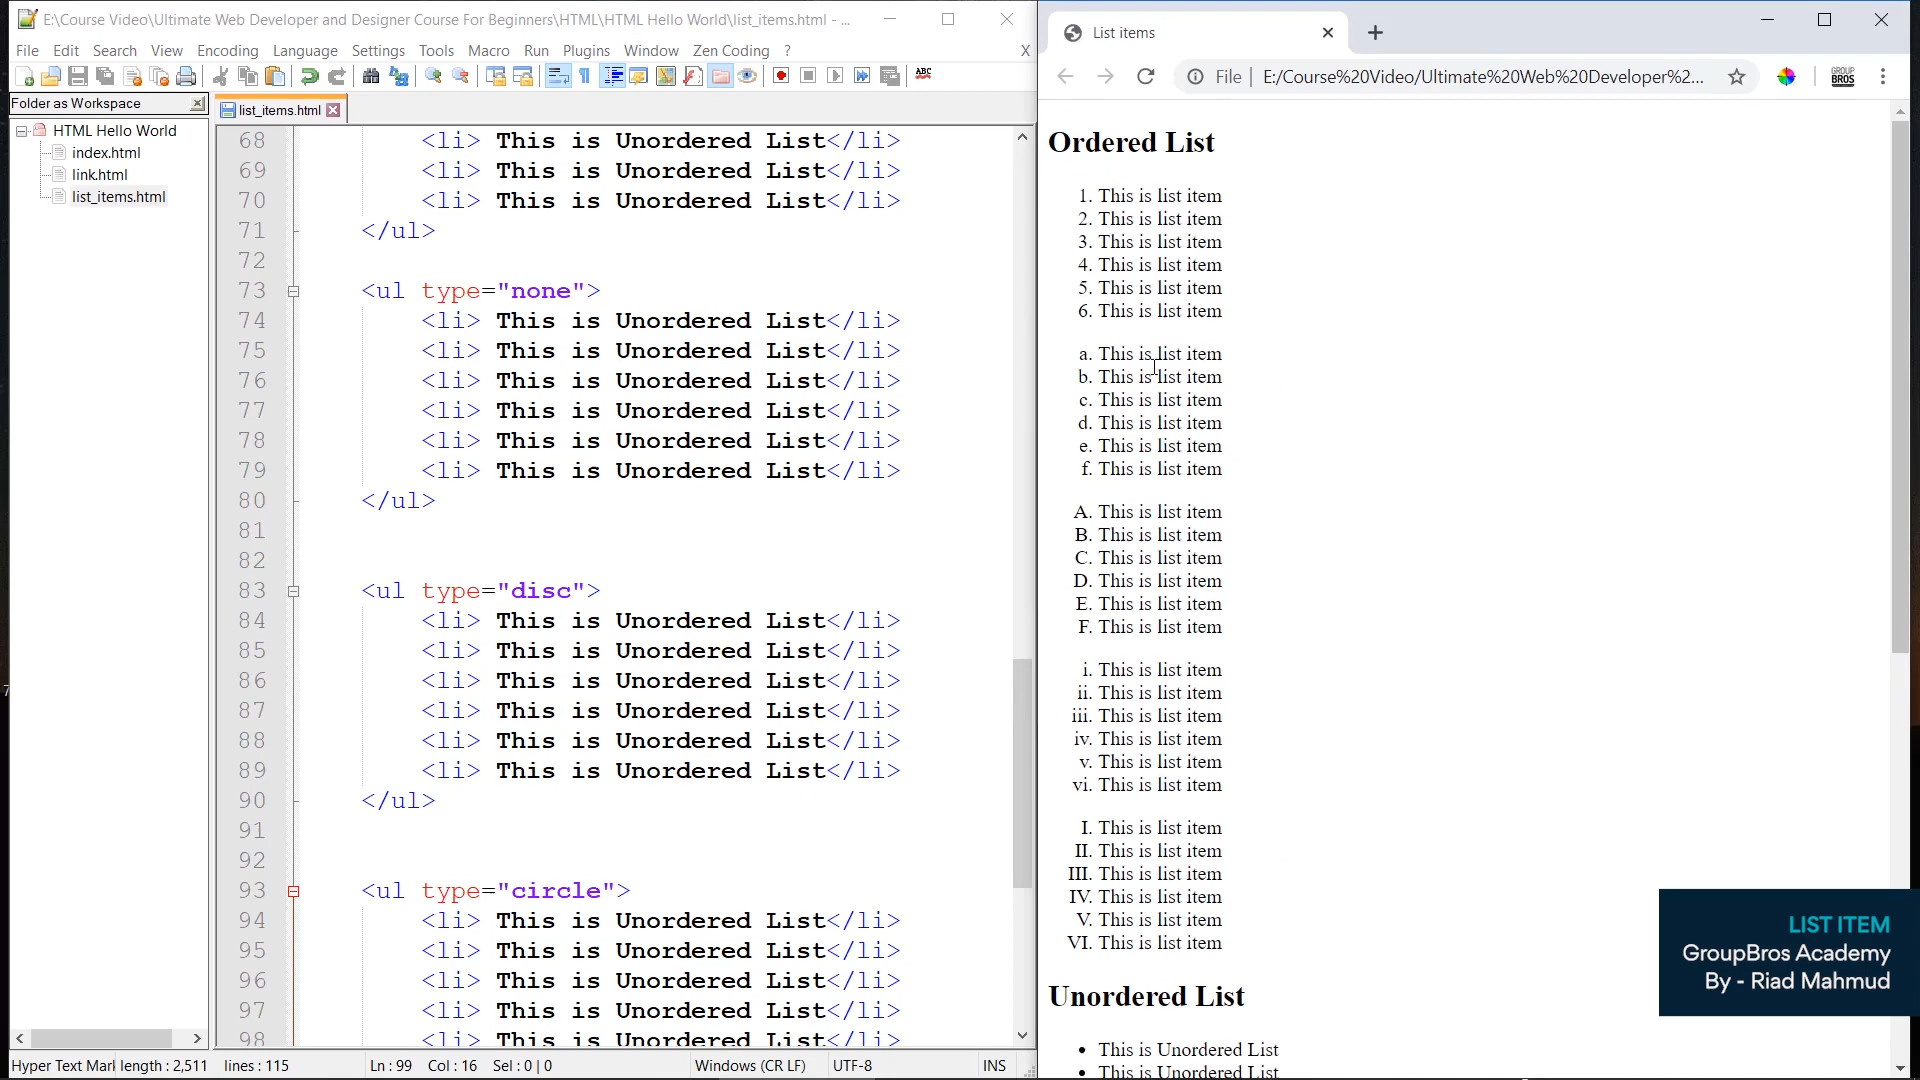 E:\Course Video\Ultimate Web Developer and Designer Course For Beginners\HTML\HTML Hello World\list_items.html - ...
File Edit Search View Encoding Language Settings Tools Macro Run Plugins Window Zen Coding ? X
ABC
Folder as Workspace
HTML Hello World
index.html
link.html
list_items.html
list_items.html
68 <li> This is Unordered List</li>
69 <li> This is Unordered List</li>
70 <li> This is Unordered List</li>
71 </ul>
72
73 <ul type="none">
74 <li> This is Unordered List</li>
75 <li> This is Unordered List</li>
76 <li> This is Unordered List</li>
77 <li> This is Unordered List</li>
78 <li> This is Unordered List</li>
79 <li> This is Unordered List</li>
80 </ul>
81
82
83 <ul type="disc">
84 <li> This is Unordered List</li>
85 <li> This is Unordered List</li>
86 <li> This is Unordered List</li>
87 <li> This is Unordered List</li>
88 <li> This is Unordered List</li>
89 <li> This is Unordered List</li>
90 </ul>
91
92
93 <ul type="circle">
94 <li> This is Unordered List</li>
95 <li> This is Unordered List</li>
96 <li> This is Unordered List</li>
97 <li> This is Unordered List</li>
98 <li> This is Unordered List</li>
Hyper Text Mar length : 2,511 lines : 115 Ln : 99 Col : 16 Sel : 0 | 0 Windows (CR LF) UTF-8 INS
List items
File | E:/Course%20Video/Ultimate%20Web%20Developer%2...
GROUP
BROS
Ordered List
1. This is list item
2. This is list item
3. This is list item
4. This is list item
5. This is list item
6. This is list item
a. This is list item
b. This is list item
c. This is list item
d. This is list item
e. This is list item
f. This is list item
A. This is list item
B. This is list item
C. This is list item
D. This is list item
E. This is list item
F. This is list item
i. This is list item
ii. This is list item
iii. This is list item
iv. This is list item
v. This is list item
vi. This is list item
I. This is list item
II. This is list item
III. This is list item
IV. This is list item
V. This is list item
VI. This is list item
Unordered List
• This is Unordered List
• This is Unordered List
LIST ITEM
GroupBros Academy
By - Riad Mahmud